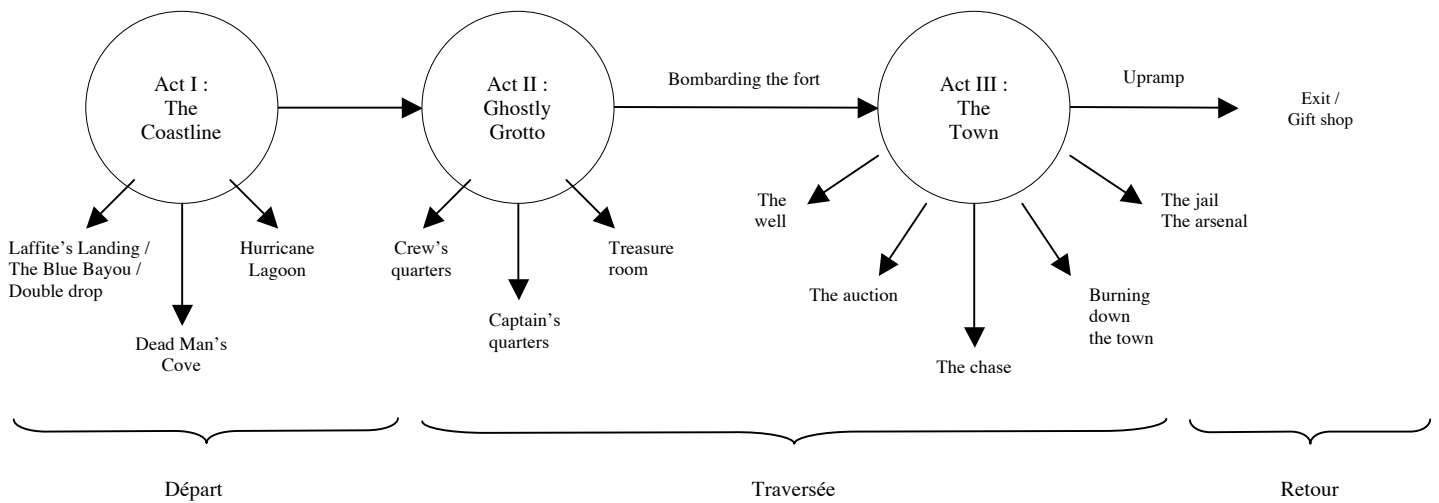 Act I :
The
Coastline
Act II :
Ghostly
Grotto
Bombarding the fort
Act III :
The
Town
Upramp
Exit /
Gift shop
Laffite’s Landing /
The Blue Bayou /
Double drop
Dead Man’s
Cove
Hurricane
Lagoon
Crew’s
quarters
Captain’s
quarters
Treasure
room
The
well
The auction
The chase
Burning
down
the town
The jail
The arsenal
Départ
Traversée
Retour